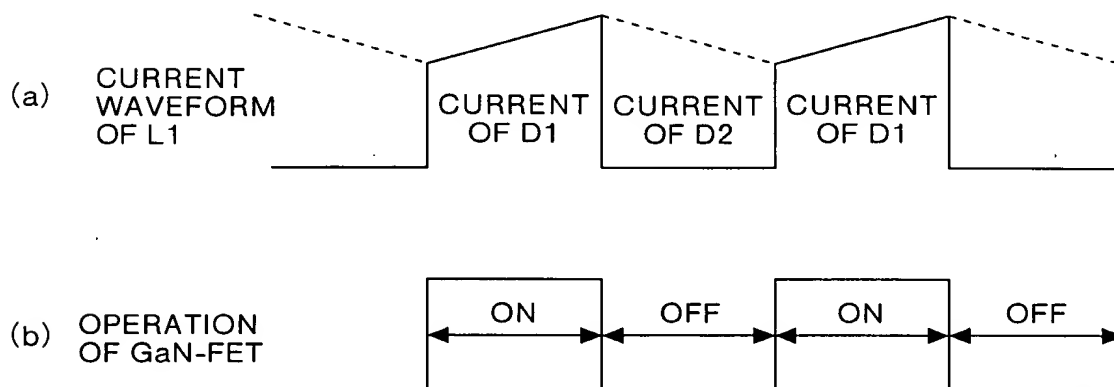 (a) CURRENT
WAVEFORM
OF L1
CURRENT
OF D1
CURRENT
OF D2
CURRENT
OF D1
(b) OPERATION
OF GaN-FET
ON
OFF
ON
OFF